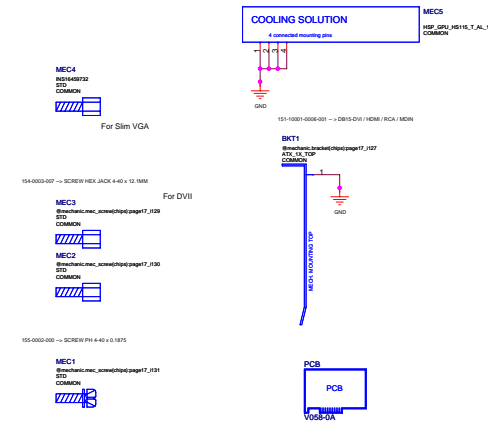 MEC5
COOLING SOLUTION
4 connected mounting pins
HSP_GPU_HS115_T_AL_1
COMMON
1
2
3
4
GND
MEC4
INS16459732
STD
COMMON
For Slim VGA
151-10001-0006-001 -- > DB15-DVI / HDMI / RCA / MDIN
BKT1
@mechanic.bracket(chips):page17_I127
ATX_1X_TOP
COMMON
1
GND
MECH. MOUNTING TOP
154-0003-007 --> SCREW HEX JACK 4-40 x 12.1MM
For DVII
MEC3
@mechanic.mec_screw(chips):page17_I129
STD
COMMON
MEC2
@mechanic.mec_screw(chips):page17_I130
STD
COMMON
155-0002-000 --> SCREW PH 4-40 x 0.1875
MEC1
@mechanic.mec_screw(chips):page17_I131
STD
COMMON
PCB
PCB
V058-0A